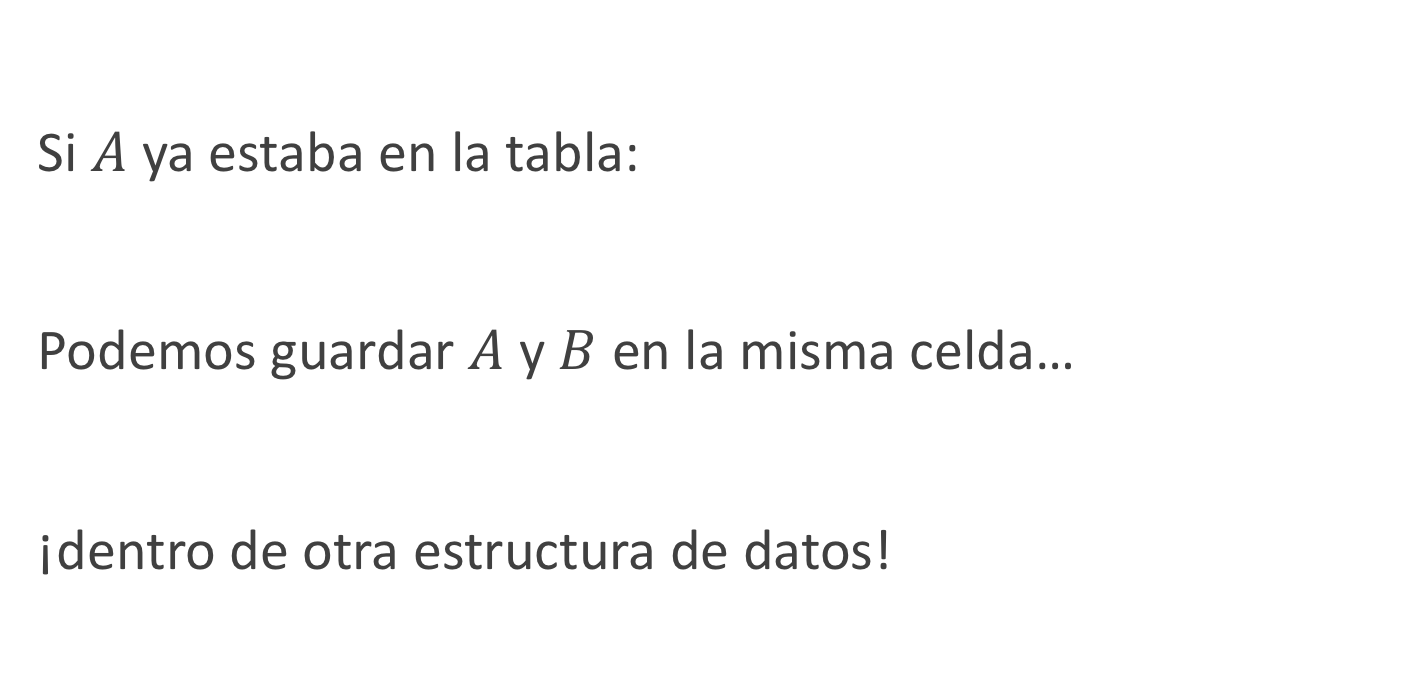 Si A ya estaba en la tabla:
Podemos guardar A y B en la misma celda...
¡dentro de otra estructura de datos!